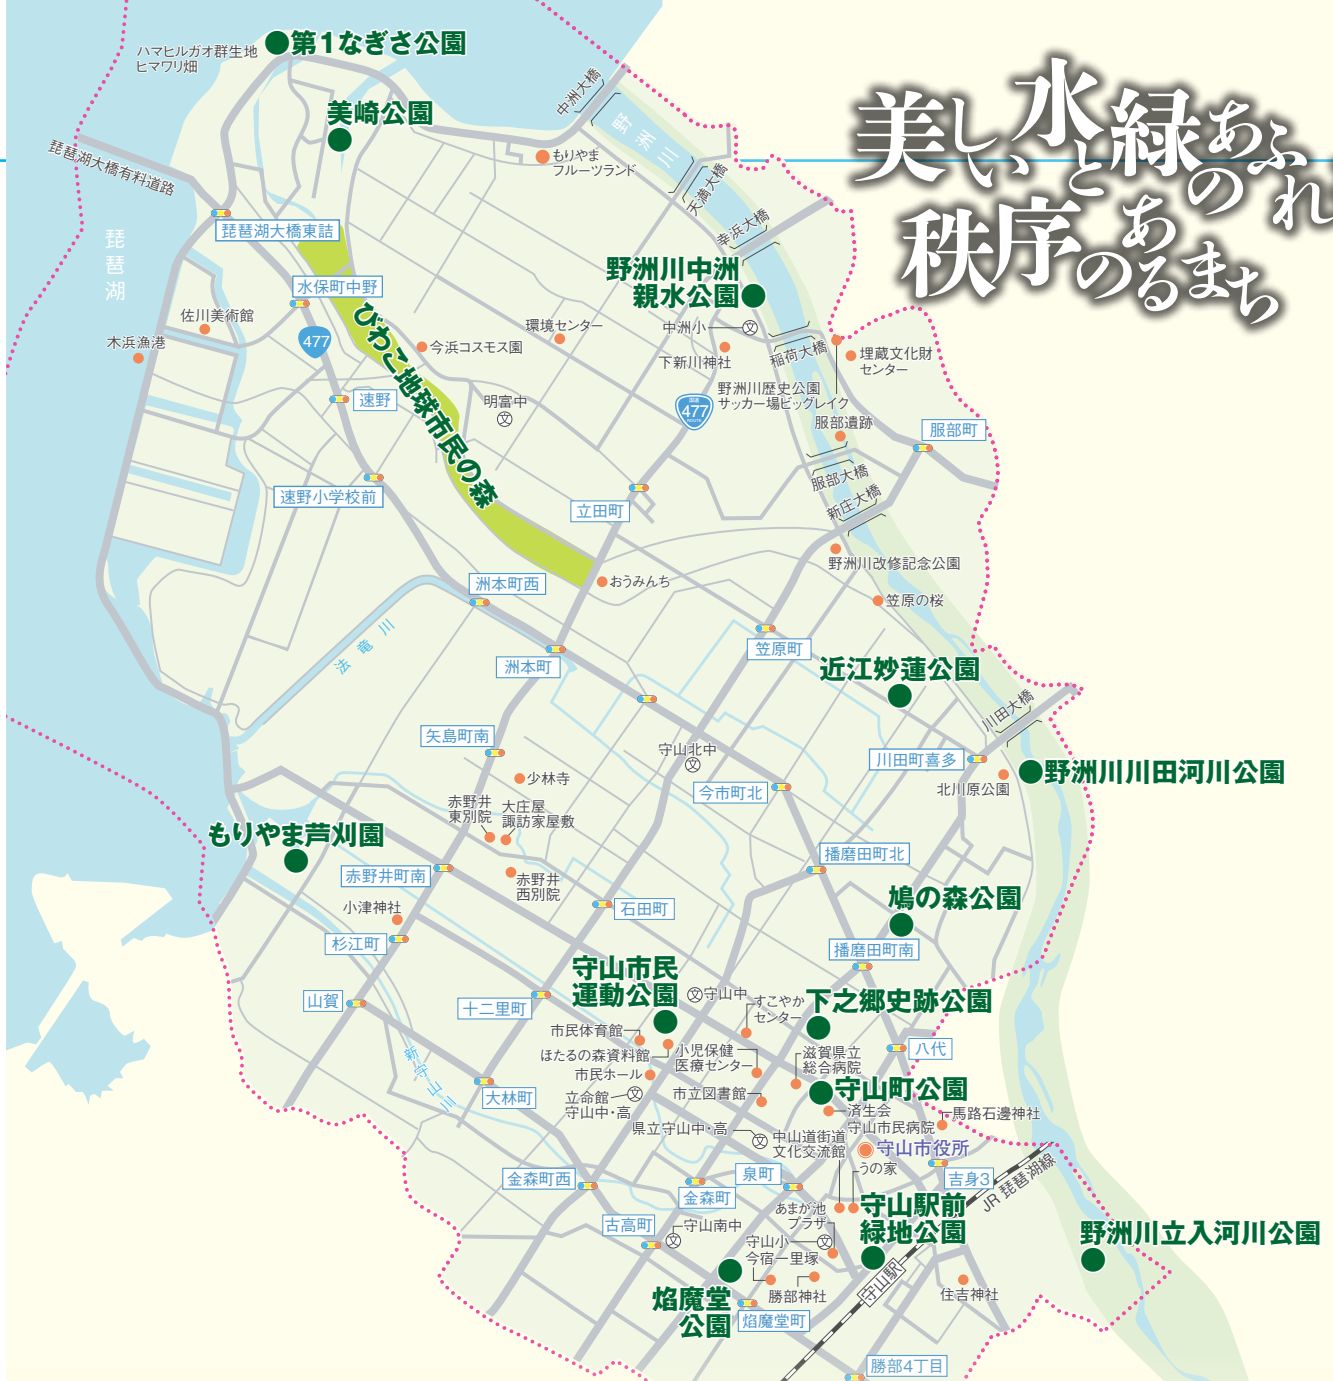 美しい水と緑のあふれ
秩序のあるまち
第1なぎさ公園
ハマヒルガオ群生地
ヒマワリ畑
美崎公園
中洲大橋
野洲川
もりやま
フルーツランド
琵琶湖大橋有料道路
天満大橋
琵琶湖大橋東詰
幸浜大橋
琵琶湖
野洲川中洲
親水公園
水保町中野
びわこ地球市民の森
佐川美術館
木浜漁港
477
今浜コスモス園
環境センター
中洲小
文
下新川神社
稲荷大橋
埋蔵文化財
センター
野洲川歴史公園
サッカー場ビッグレイク
国道
477
ROUTE
速野
明富中
文
服部遺跡
服部町
服部大橋
速野小学校前
立田町
新庄大橋
野洲川改修記念公園
おうみんち
洲本町西
笠原の桜
法竜川
洲本町
笠原町
近江妙蓮公園
川田大橋
矢島町南
守山北中
文
川田町喜多
野洲川川田河川公園
少林寺
今市町北
北川原公園
赤野井
東別院
大庄屋
諏訪家屋敷
もりやま芦刈園
播磨田町北
赤野井町南
赤野井
西別院
鳩の森公園
小津神社
石田町
杉江町
播磨田町南
守山市民
運動公園
文守山中
すこやか
センター
下之郷史跡公園
山賀
十二里町
市民体育館
ほたるの森資料館
小児保健
医療センター
滋賀県立
総合病院
八代
新守山川
市民ホール
守山町公園
大林町
立命館
守山中・高
文
市立図書館
済生会
守山市民病院
馬路石邊神社
県立守山中・高
文
中山道街道
文化交流館
守山市役所
うの家
金森町西
泉町
吉身3
JR 琵琶湖線
金森町
あまが池
プラザ
守山駅前
緑地公園
古高町
守山南中
文
守山小
文
今宿一里塚
野洲川立入河川公園
守山駅
焔魔堂
公園
勝部神社
住吉神社
焔魔堂町
勝部4丁目